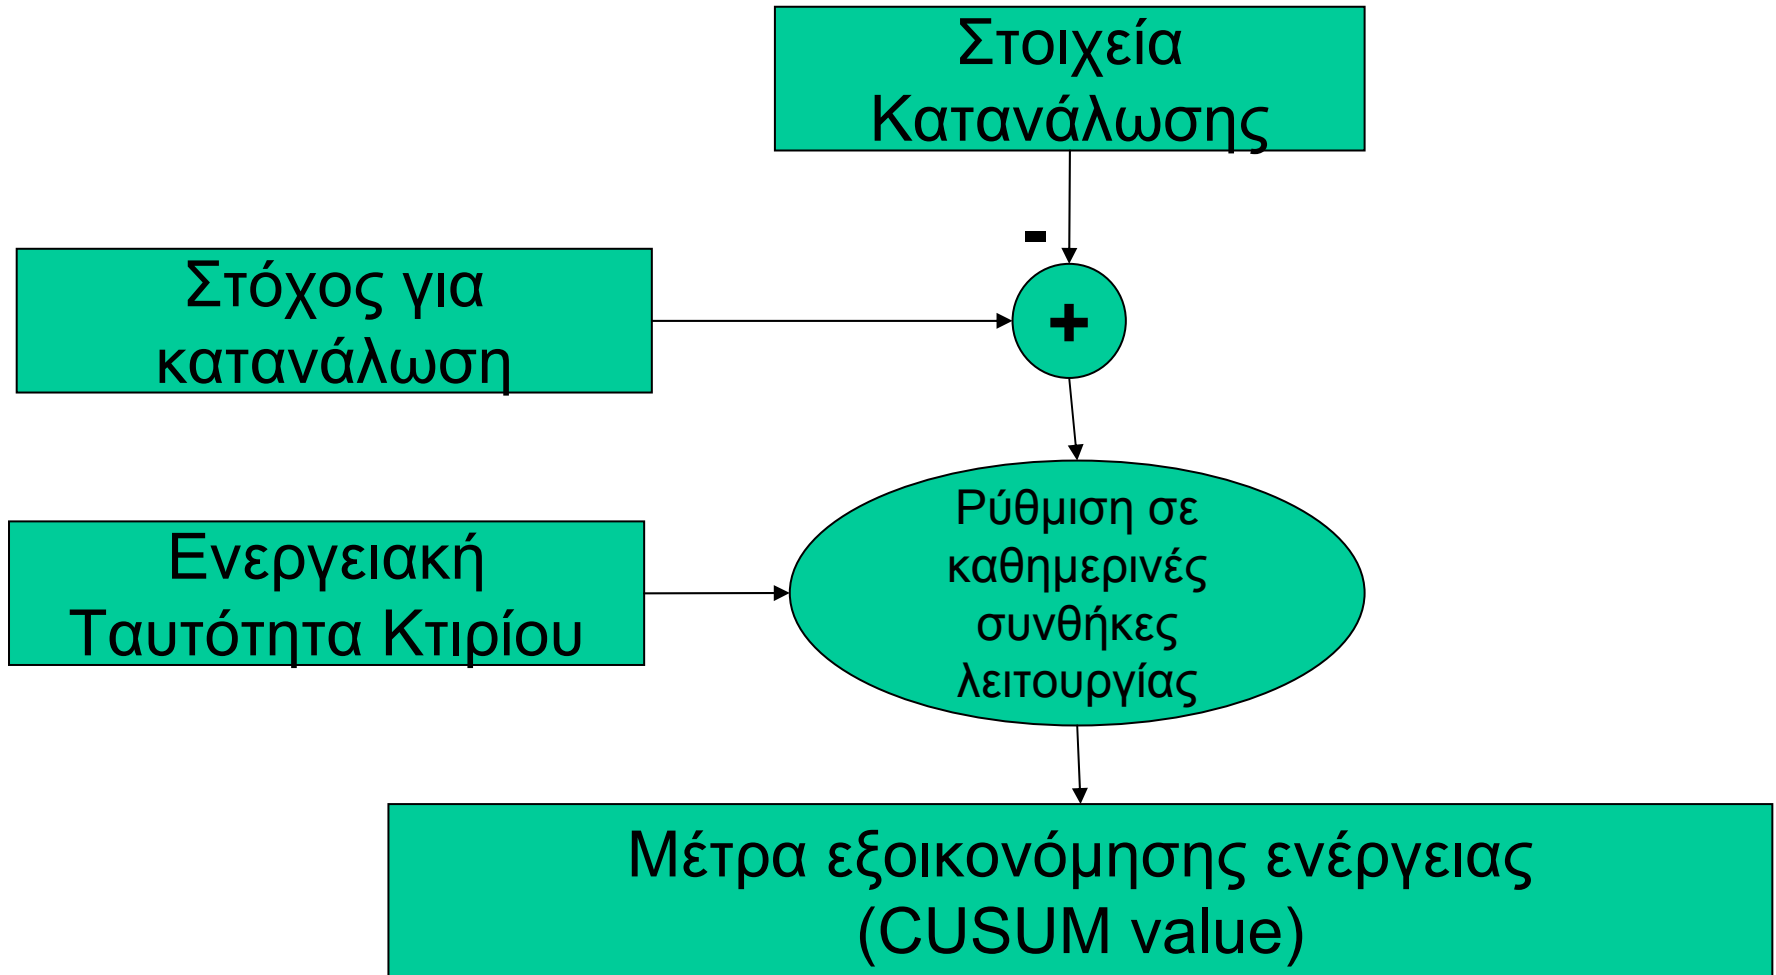 Στοιχεία
Κατανάλωσης
-
Στόχος για
κατανάλωση
+
Ρύθμιση σε
καθημερινές
συνθήκες
λειτουργίας
Ενεργειακή
Ταυτότητα Κτιρίου
Μέτρα εξοικονόμησης ενέργειας
(CUSUM value)